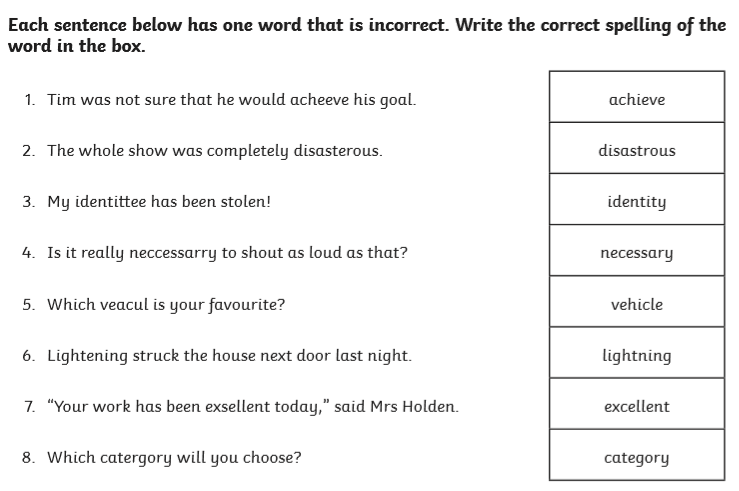 Each sentence below has one word that is incorrect. Write the correct spelling of the
word in the box.
1. Tim was not sure that he would acheeve his goal. achieve
2. The whole show was completely disasterous. disastrous
3. My identittee has been stolen! identity
4. Is it really neccessarry to shout as loud as that? necessary
5. Which veacul is your favourite? vehicle
6. Lightening struck the house next door last night. lightning
7. “Your work has been exsellent today,” said Mrs Holden. excellent
8. Which catergory will you choose? category